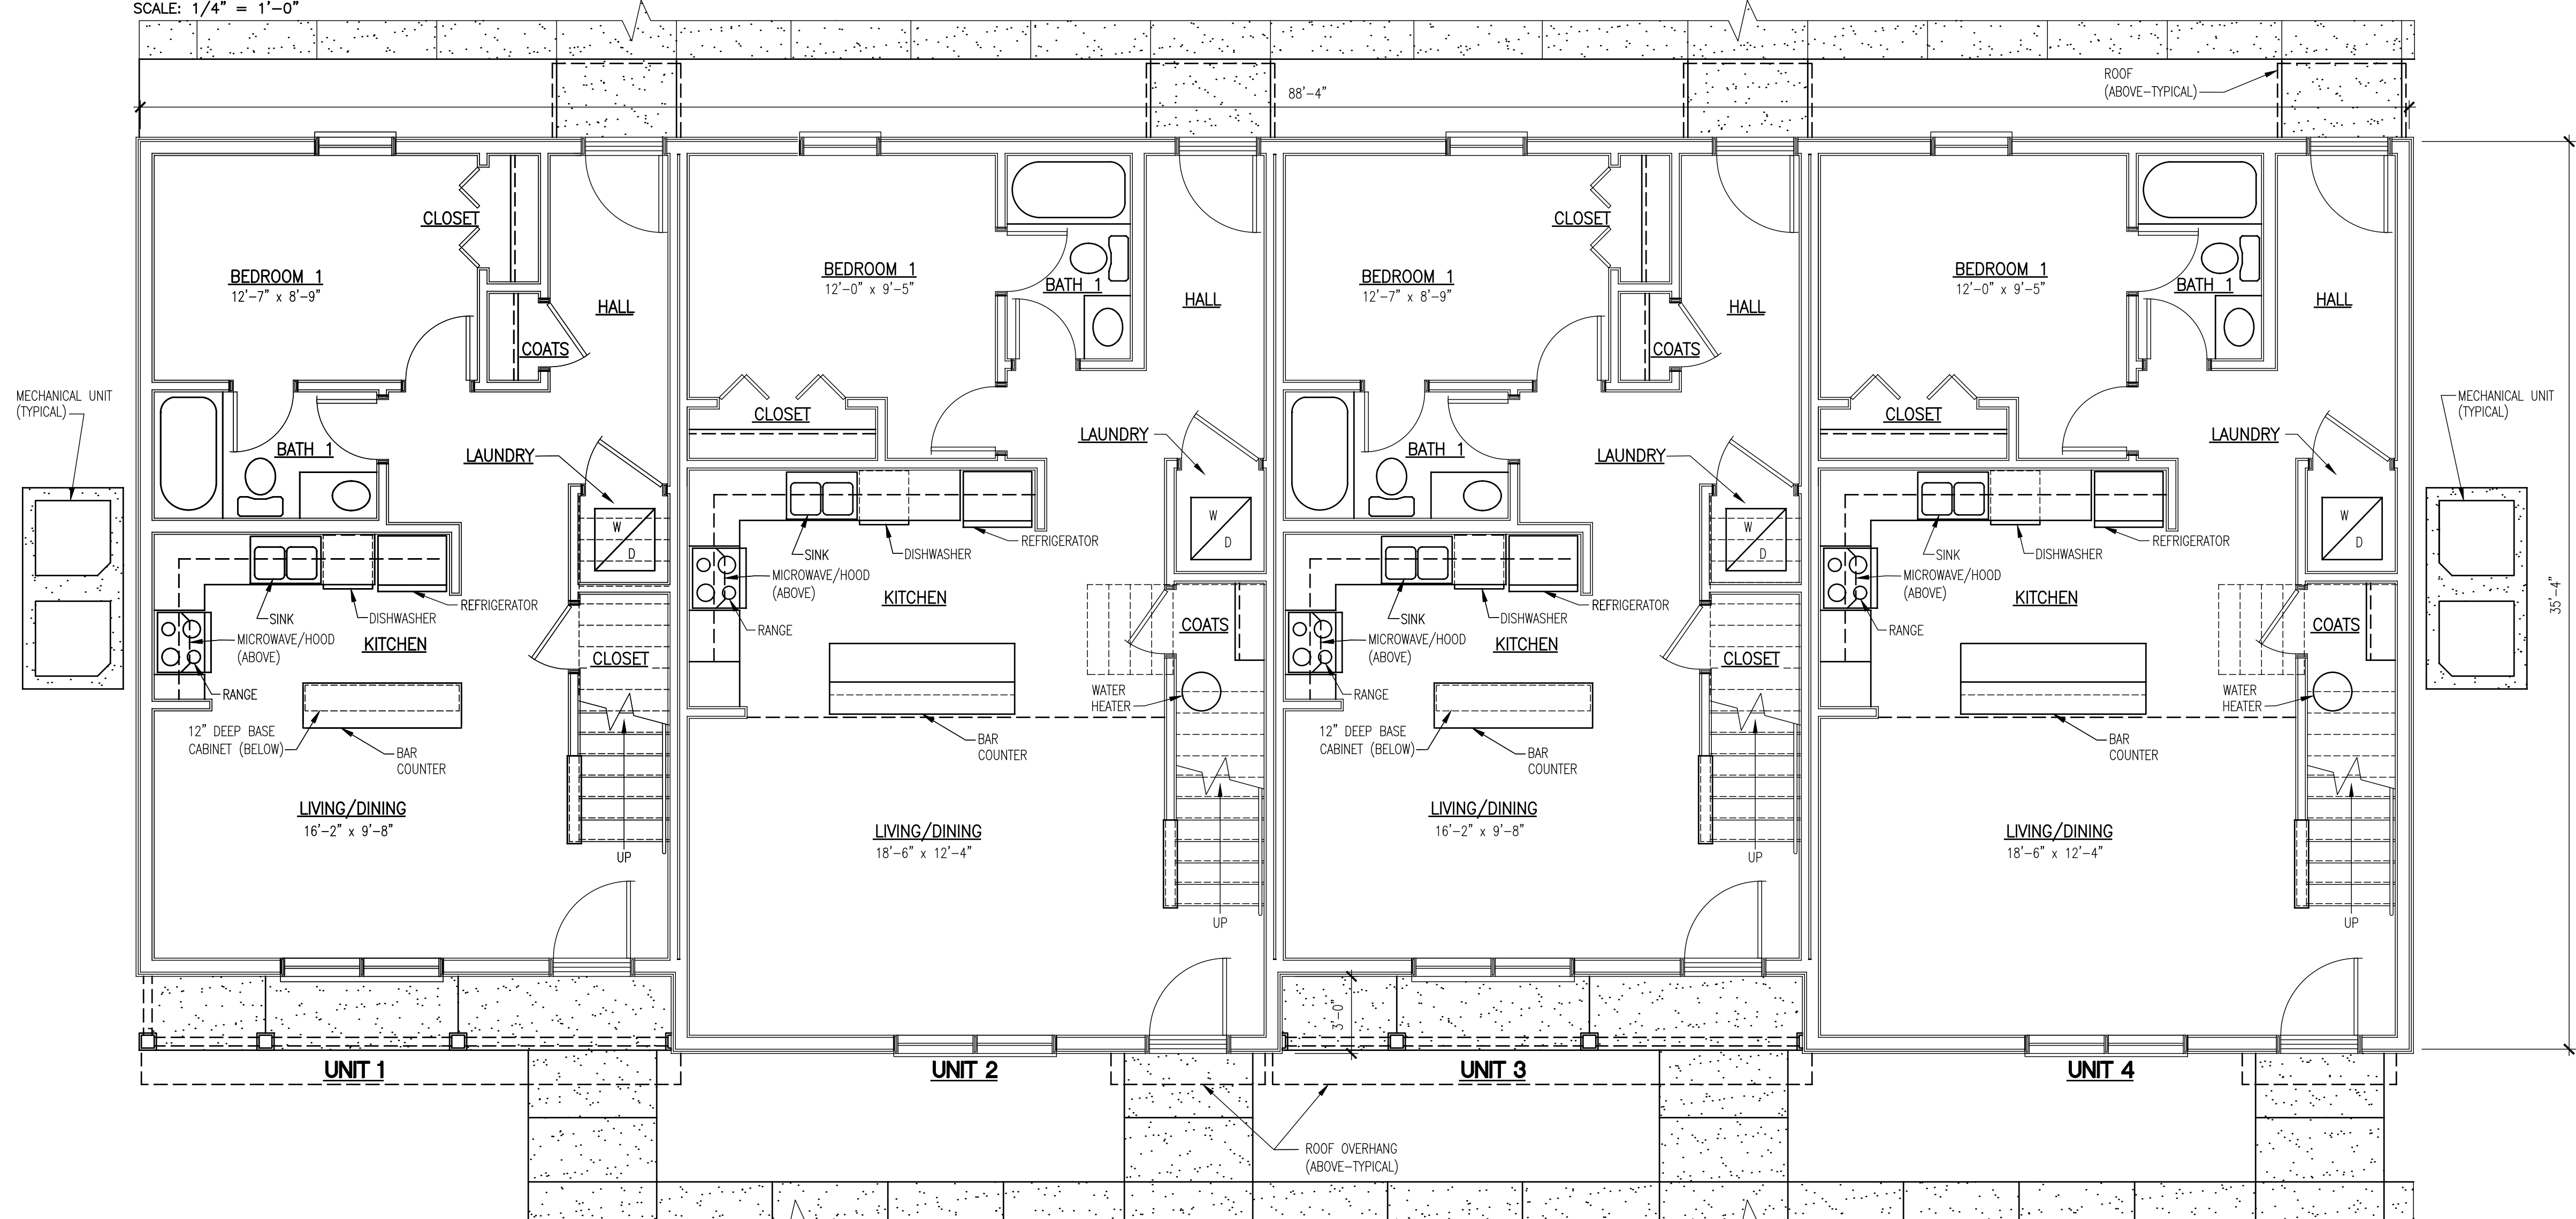 SCALE: 1/4" = 1'-0"
ROOF
(ABOVE-TYPICAL)
88'-4"
CLOSET
BEDROOM 1
12'-7" x 8'-9"
HALL
COATS
MECHANICAL UNIT
(TYPICAL)
BATH 1
LAUNDRY
W
D
SINK
DISHWASHER
REFRIGERATOR
MICROWAVE/HOOD
(ABOVE)
KITCHEN
RANGE
CLOSET
12" DEEP BASE
CABINET (BELOW)
BAR
COUNTER
LIVING/DINING
16'-2" x 9'-8"
UP
UNIT 1
BEDROOM 1
12'-0" x 9'-5"
BATH 1
HALL
CLOSET
LAUNDRY
W
D
SINK
DISHWASHER
REFRIGERATOR
MICROWAVE/HOOD
(ABOVE)
KITCHEN
RANGE
COATS
WATER
HEATER
BAR
COUNTER
LIVING/DINING
18'-6" x 12'-4"
UP
UNIT 2
CLOSET
BEDROOM 1
12'-7" x 8'-9"
HALL
COATS
BATH 1
LAUNDRY
W
D
SINK
DISHWASHER
REFRIGERATOR
MICROWAVE/HOOD
(ABOVE)
KITCHEN
RANGE
CLOSET
12" DEEP BASE
CABINET (BELOW)
BAR
COUNTER
LIVING/DINING
16'-2" x 9'-8"
UP
3'-0"
UNIT 3
BEDROOM 1
12'-0" x 9'-5"
BATH 1
HALL
CLOSET
LAUNDRY
MECHANICAL UNIT
(TYPICAL)
W
D
SINK
DISHWASHER
REFRIGERATOR
MICROWAVE/HOOD
(ABOVE)
KITCHEN
RANGE
COATS
35'-4"
WATER
HEATER
BAR
COUNTER
LIVING/DINING
18'-6" x 12'-4"
UP
UNIT 4
ROOF OVERHANG
(ABOVE-TYPICAL)